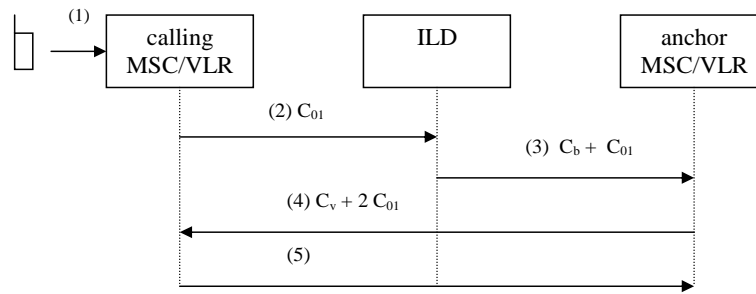 (1)
calling
MSC/VLR
ILD
anchor
MSC/VLR
(2) C01
(3) Cb + C01
(4) Cv + 2 C01
(5)